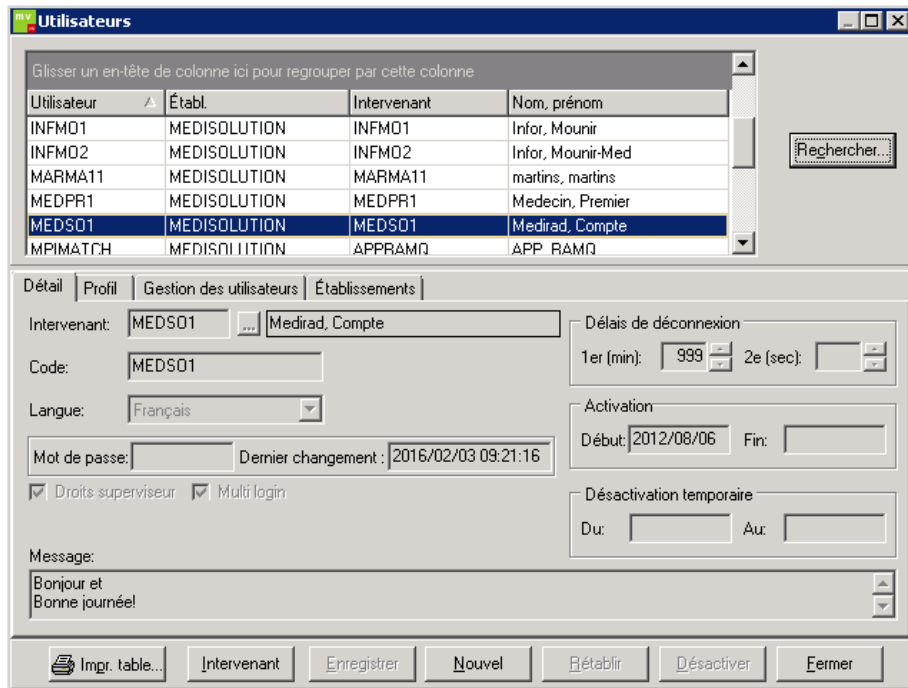 mv Utilisateurs
Glisser un en-tête de colonne ici pour regrouper par cette colonne
Utilisateur Établ. Intervenant Nom, prénom
INFMO1 MEDISOLUTION INFMO1 Infor, Mounir
INFMO2 MEDISOLUTION INFMO2 Infor, Mounir-Med
MARMA11 MEDISOLUTION MARMA11 martins, martins
MEDPR1 MEDISOLUTION MEDPR1 Medecin, Premier
MEDSO1 MEDISOLUTION MEDSO1 Medirad, Compte
MPIMATCH MEDISOLUTION APPRAMQ APP_RAMQ
Rechercher...
Détail Profil Gestion des utilisateurs Établissements
Intervenant: MEDSO1 ... Medirad, Compte
Code: MEDSO1
Langue: Français
Mot de passe: Dernier changement : 2016/02/03 09:21:16
Droits superviseur Multi login
Délais de déconnexion
1er (min): 999 2e (sec):
Activation
Début: 2012/08/06 Fin:
Désactivation temporaire
Du: Au:
Message:
Bonjour et
Bonne journée!
Impr. table... Intervenant Enregistrer Nouvel Rétablir Désactiver Fermer